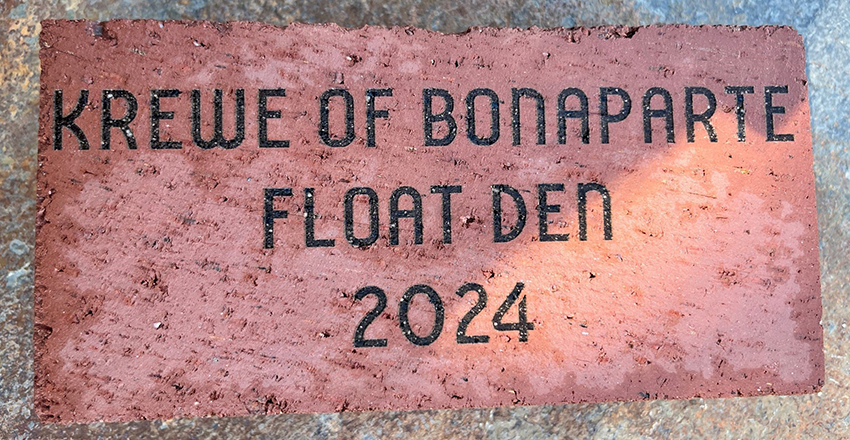 KREWE OF BONAPARTE
FLOAT DEN
2024